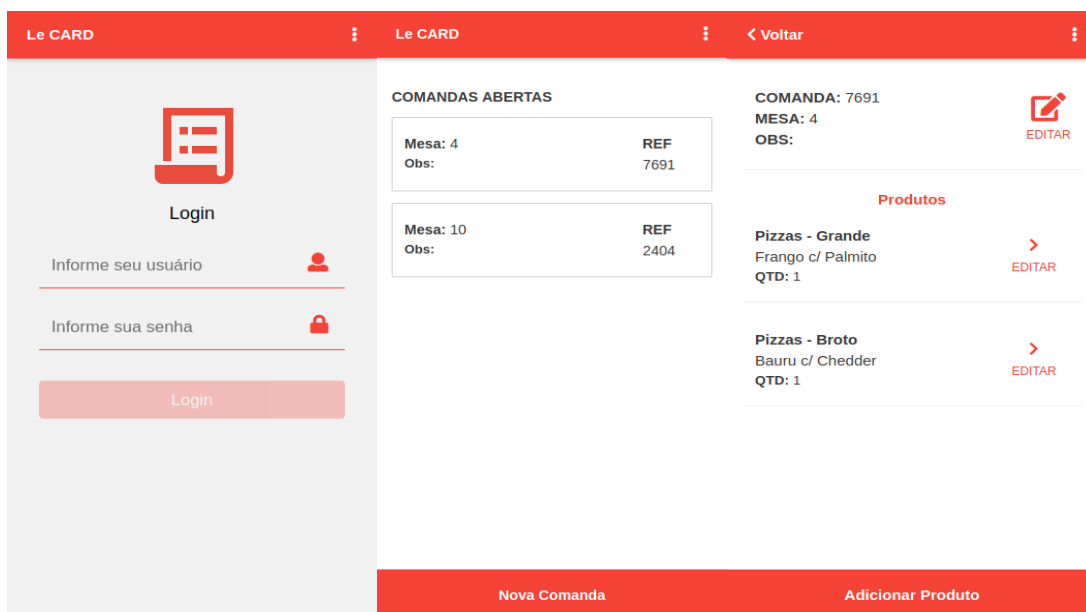 Le CARD
Login
Informe seu usuário
Informe sua senha
Login
Le CARD
COMANDAS ABERTAS
Mesa: 4 REF
Obs: 7691
Mesa: 10 REF
Obs: 2404
Nova Comanda
Voltar
COMANDA: 7691
MESA: 4
OBS:
EDITAR
Produtos
Pizzas - Grande
Frango c/ Palmito
QTD: 1
EDITAR
Pizzas - Broto
Bauru c/ Chedder
QTD: 1
EDITAR
Adicionar Produto